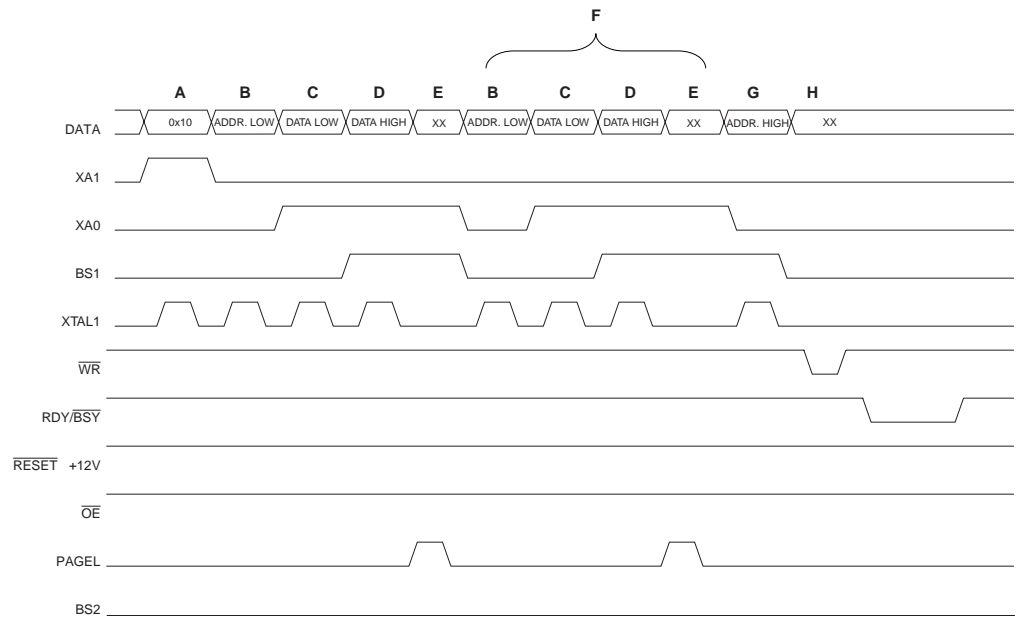 F
A B C D E B C D E G H
DATA 0x10 ADDR. LOW DATA LOW DATA HIGH XX ADDR. LOW DATA LOW DATA HIGH XX ADDR. HIGH XX
XA1
XA0
BS1
XTAL1
WR
RDY/BSY
RESET +12V
OE
PAGEL
BS2